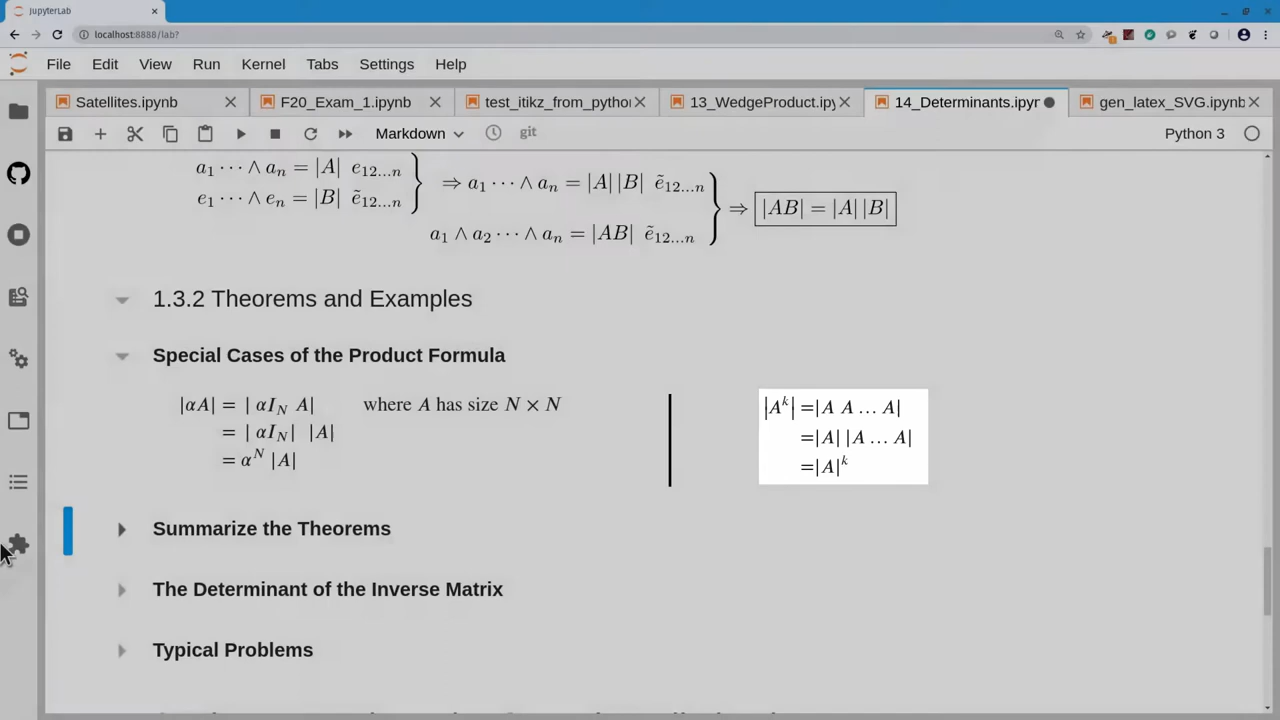 JupyterLab
localhost:8888/lab?
File Edit View Run Kernel Tabs Settings Help
Satellites.ipynb F20_Exam_1.ipynb test_itikz_from_python 13_WedgeProduct.ipy 14_Determinants.ipyn gen_latex_SVG.ipynb
Markdown git Python 3
a₁ ⋯ ∧ aₙ = |A| e₁₂…ₙ
e₁ ⋯ ∧ eₙ = |B| ẽ₁₂…ₙ
⇒ a₁ ⋯ ∧ aₙ = |A| |B| ẽ₁₂…ₙ
a₁ ∧ a₂ ⋯ ∧ aₙ = |AB| ẽ₁₂…ₙ
⇒ |AB| = |A| |B|
1.3.2 Theorems and Examples
Special Cases of the Product Formula
|αA| = | αI_N A| where A has size N × N
= | αI_N| |A|
= α^N |A|
|A^k| =|A A … A|
=|A| |A … A|
=|A|^k
Summarize the Theorems
The Determinant of the Inverse Matrix
Typical Problems